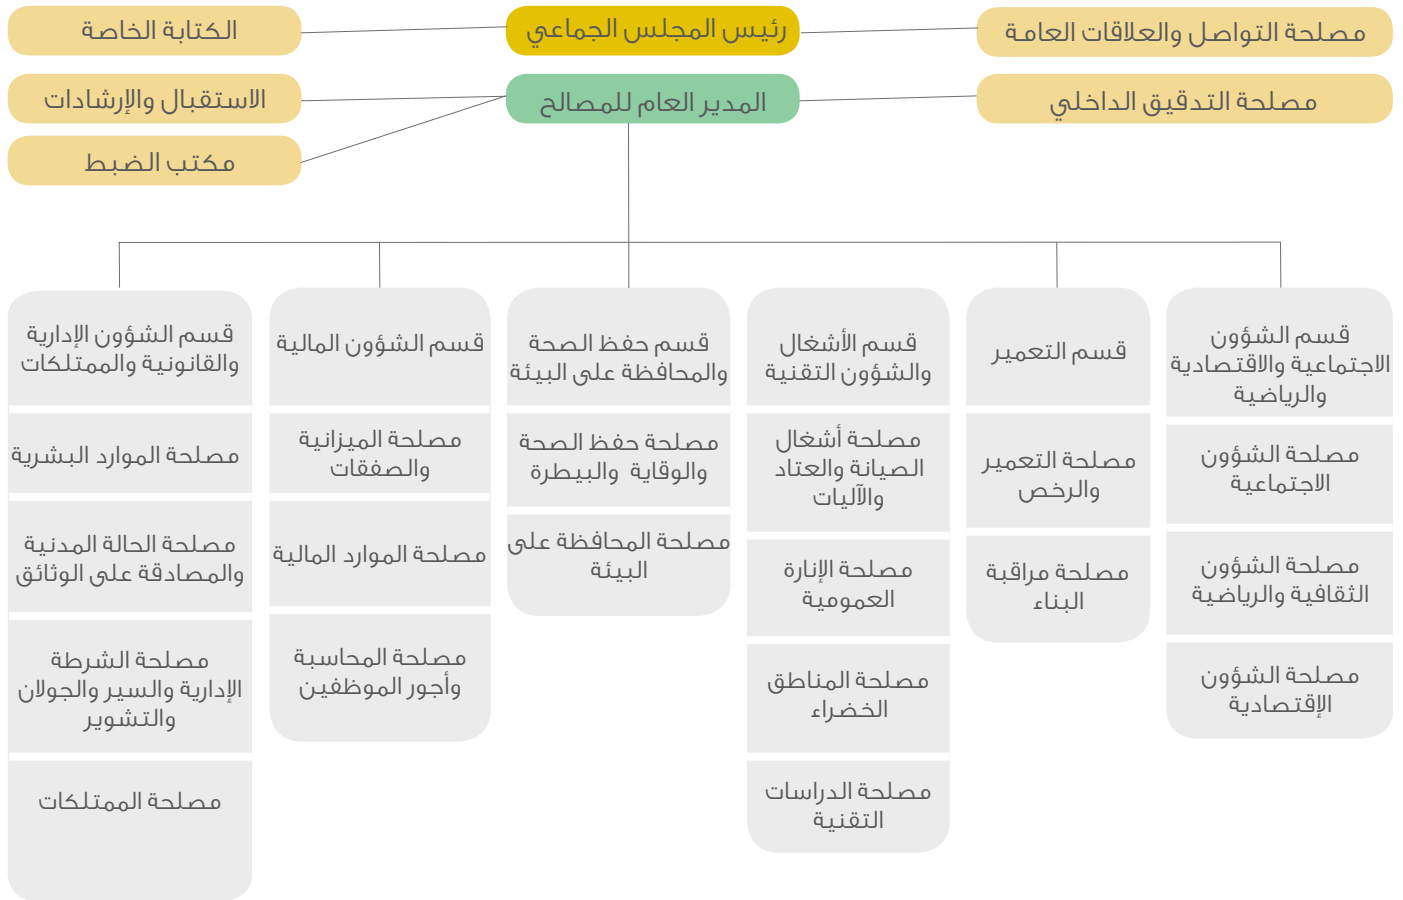 مصلحة التواصل والعلاقات العامة
رئيس المجلس الجماعي
الكتابة الخاصة
مصلحة التدقيق الداخلي
المدير العام للمصالح
الاستقبال والإرشادات
مكتب الضبط
قسم الشؤون
الاجتماعية والاقتصادية
والرياضية
مصلحة الشؤون
الاجتماعية
مصلحة الشؤون
الثقافية والرياضية
مصلحة الشؤون
الإقتصادية
قسم التعمير
مصلحة التعمير
والرخص
مصلحة مراقبة
البناء
قسم الأشغال
والشؤون التقنية
مصلحة أشغال
الصيانة والعتاد
والآليات
مصلحة الإنارة
العمومية
مصلحة المناطق
الخضراء
مصلحة الدراسات
التقنية
قسم حفظ الصحة
والمحافظة على البيئة
مصلحة حفظ الصحة
والوقاية والبيطرة
مصلحة المحافظة على
البيئة
قسم الشؤون المالية
مصلحة الميزانية
والصفقات
مصلحة الموارد المالية
مصلحة المحاسبة
وأجور الموظفين
قسم الشؤون الإدارية
والقانونية والممتلكات
مصلحة الموارد البشرية
مصلحة الحالة المدنية
والمصادقة على الوثائق
مصلحة الشرطة
الإدارية والسير والجولان
والتشوير
مصلحة الممتلكات